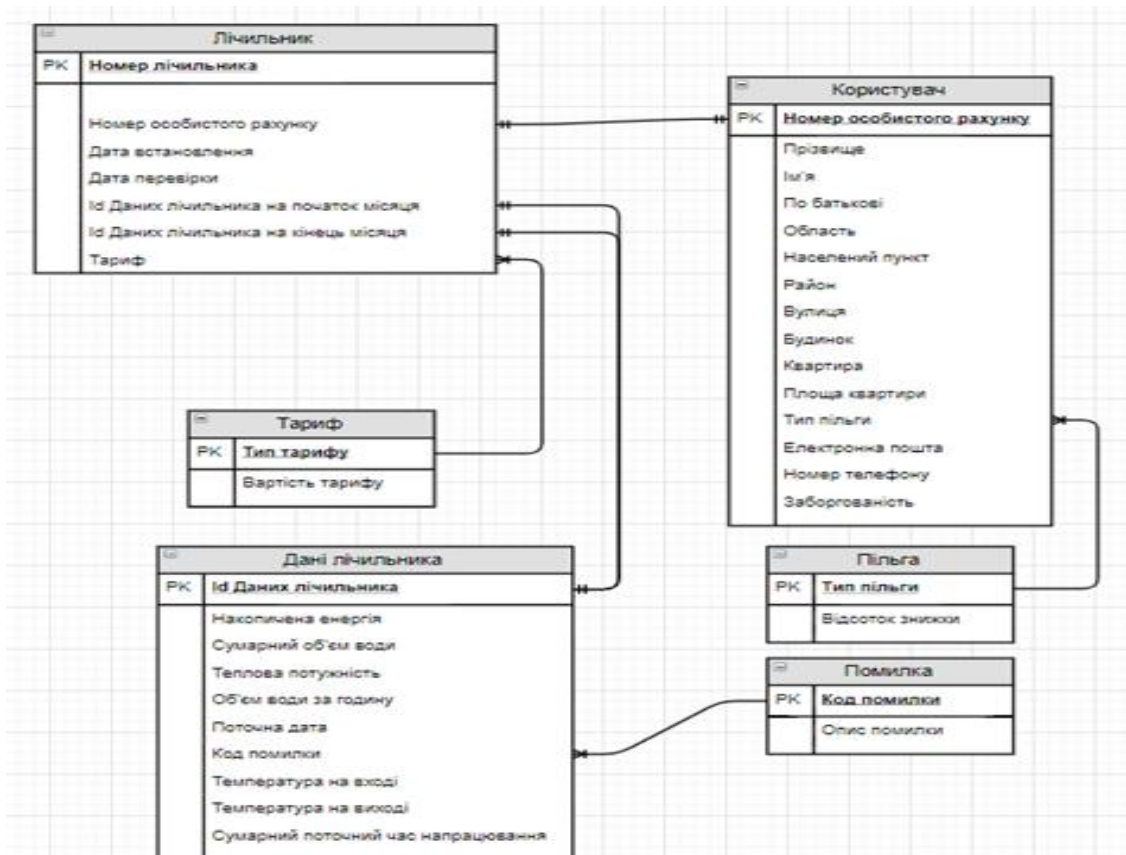 Лічильник
PK Номер лічильника
Номер особистого рахунку
Дата встановлення
Дата перевірки
Id Даних лічильника на початок місяця
Id Даних лічильника на кінець місяця
Тариф
Користувач
PK Номер особистого рахунку
Прізвище
Ім'я
По батькові
Область
Населений пункт
Район
Вулиця
Будинок
Квартира
Площа квартири
Тип пільги
Електронна пошта
Номер телефону
Заборгованість
Тариф
PK Тип тарифу
Вартість тарифу
Дані лічильника
PK Id Даних лічильника
Накопичена енергія
Сумарний об'єм води
Теплова потужність
Об'єм води за годину
Поточна дата
Код помилки
Температура на вході
Температура на виході
Сумарний поточний час напрацювання
Пільга
PK Тип пільги
Відсоток знижки
Помилка
PK Код помилки
Опис помилки